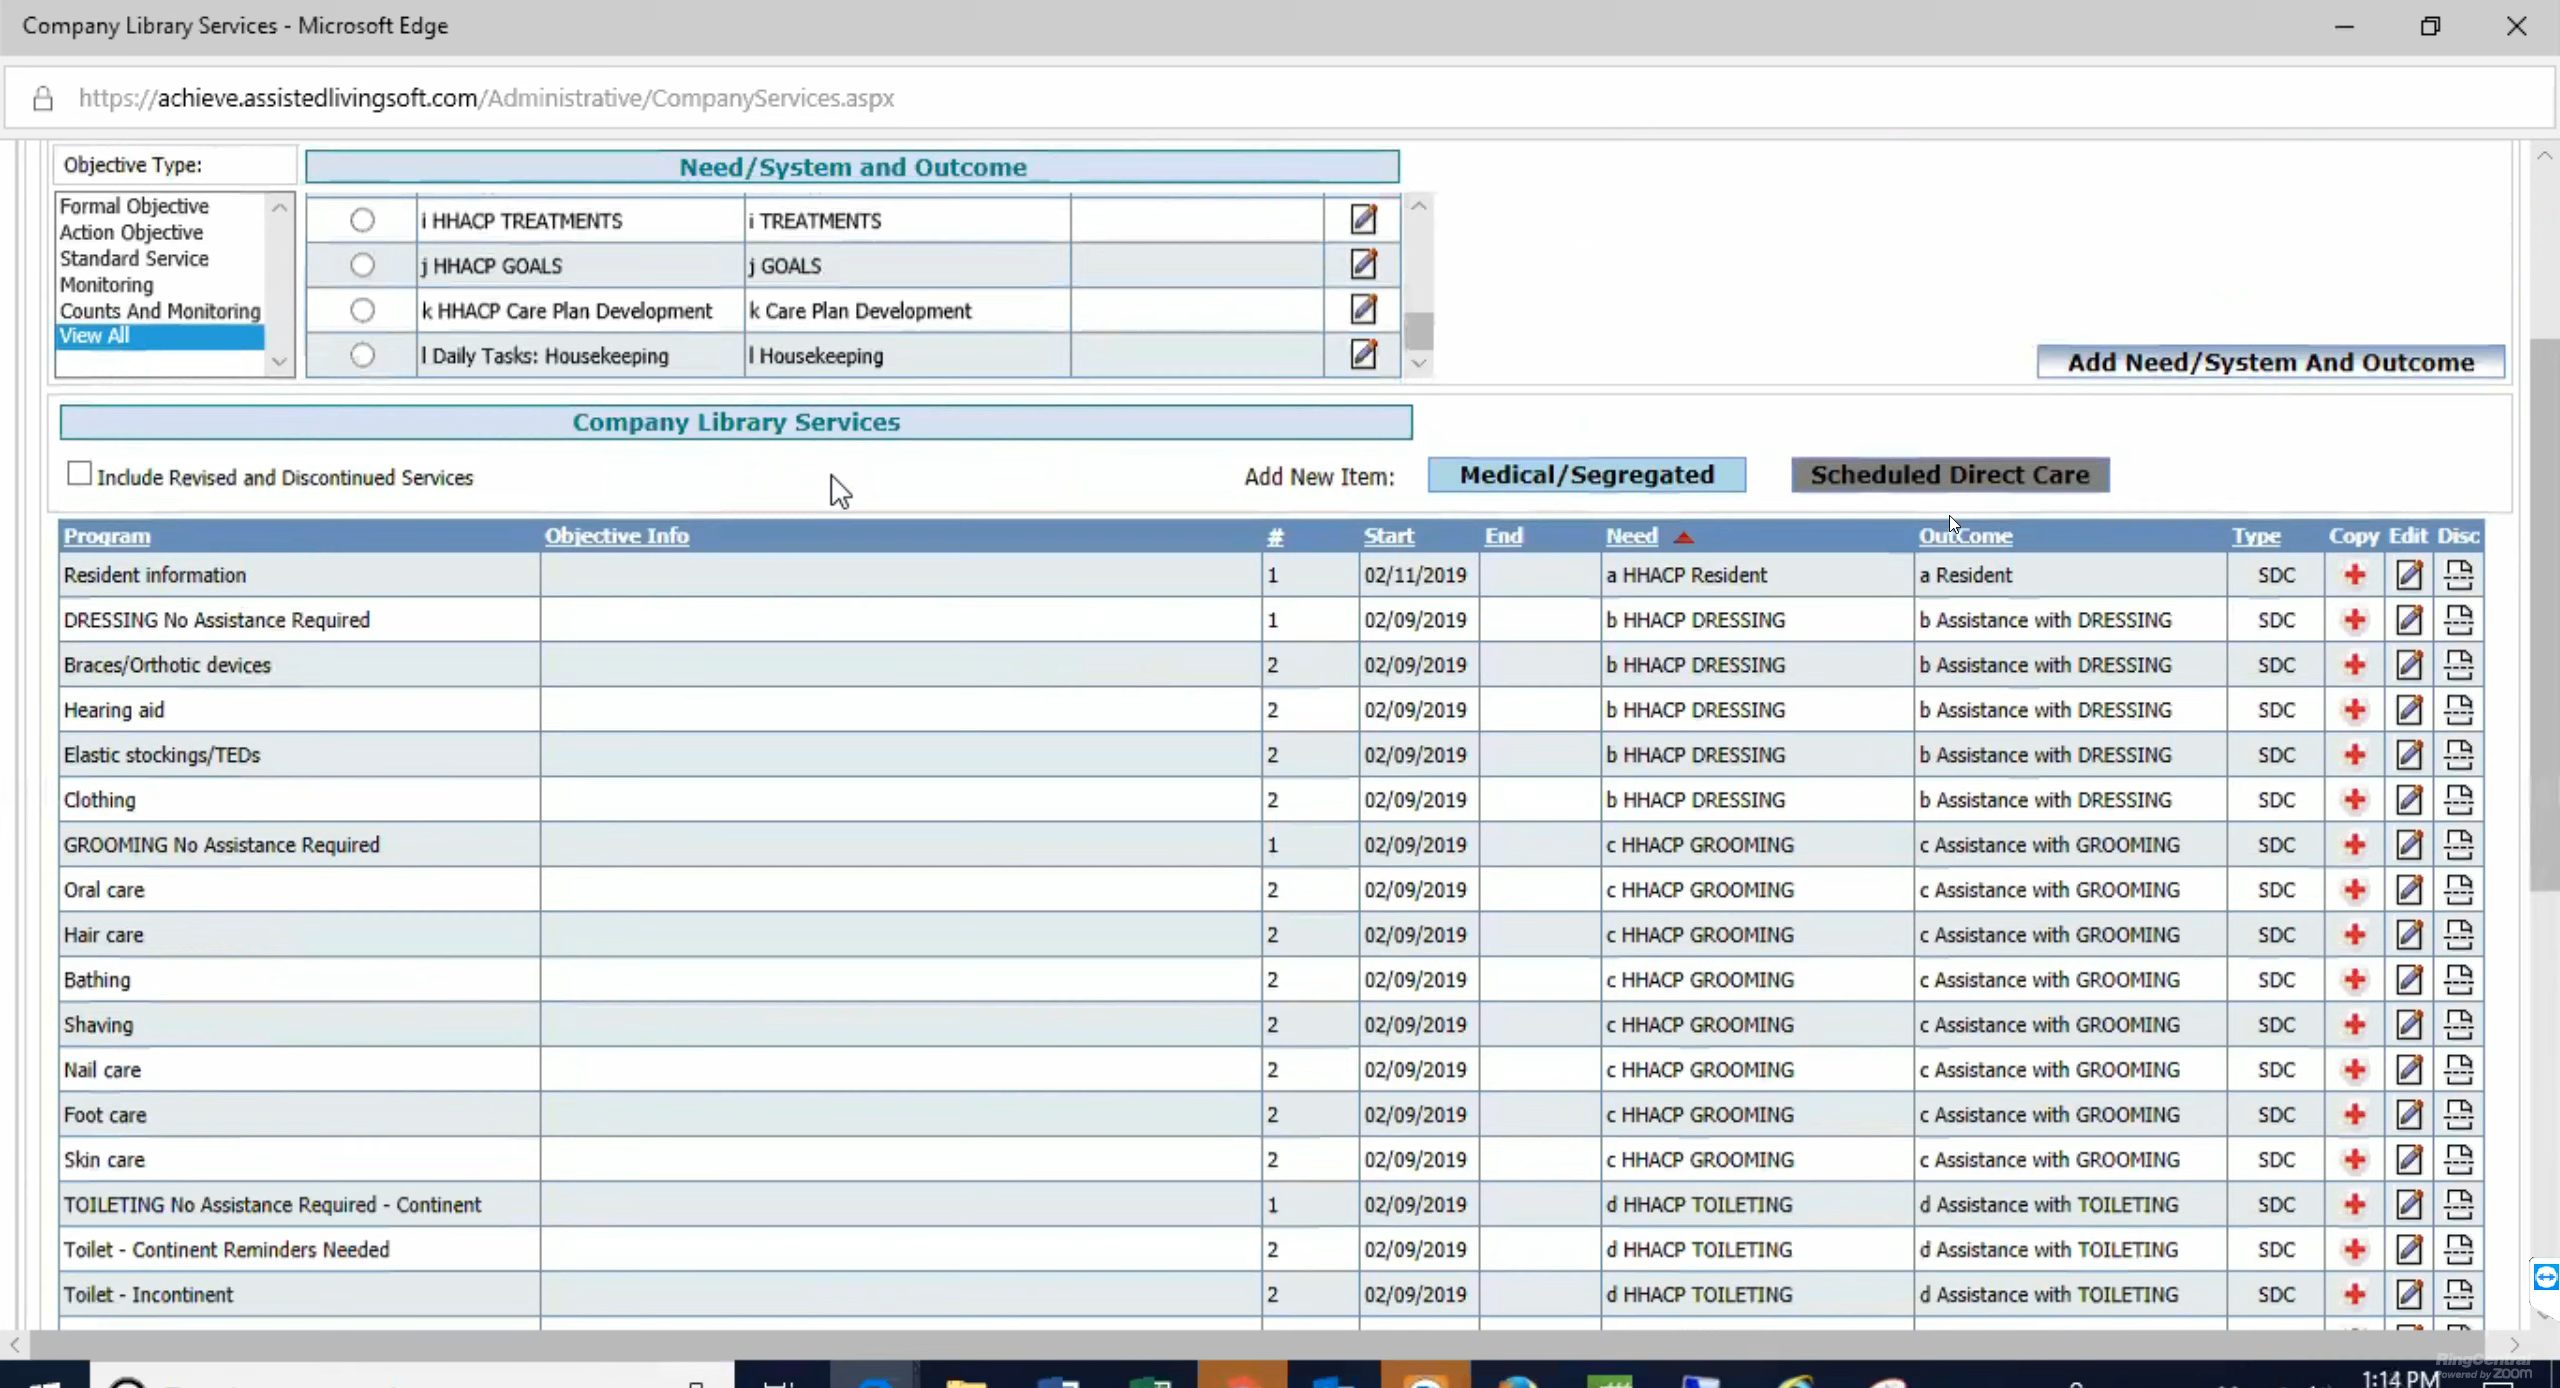 Company Library Services - Microsoft Edge
https://achieve.assistedlivingsoft.com/Administrative/CompanyServices.aspx
Objective Type:
Need/System and Outcome
Formal Objective
Action Objective
Standard Service
Monitoring
Counts And Monitoring
View All
i HHACP TREATMENTS i TREATMENTS
j HHACP GOALS j GOALS
k HHACP Care Plan Development k Care Plan Development
l Daily Tasks: Housekeeping l Housekeeping
Add Need/System And Outcome
Company Library Services
Include Revised and Discontinued Services Add New Item: Medical/Segregated Scheduled Direct Care
Program Objective Info # Start End Need OutCome Type Copy Edit Disc
Resident information 1 02/11/2019 a HHACP Resident a Resident SDC
DRESSING No Assistance Required 1 02/09/2019 b HHACP DRESSING b Assistance with DRESSING SDC
Braces/Orthotic devices 2 02/09/2019 b HHACP DRESSING b Assistance with DRESSING SDC
Hearing aid 2 02/09/2019 b HHACP DRESSING b Assistance with DRESSING SDC
Elastic stockings/TEDs 2 02/09/2019 b HHACP DRESSING b Assistance with DRESSING SDC
Clothing 2 02/09/2019 b HHACP DRESSING b Assistance with DRESSING SDC
GROOMING No Assistance Required 1 02/09/2019 c HHACP GROOMING c Assistance with GROOMING SDC
Oral care 2 02/09/2019 c HHACP GROOMING c Assistance with GROOMING SDC
Hair care 2 02/09/2019 c HHACP GROOMING c Assistance with GROOMING SDC
Bathing 2 02/09/2019 c HHACP GROOMING c Assistance with GROOMING SDC
Shaving 2 02/09/2019 c HHACP GROOMING c Assistance with GROOMING SDC
Nail care 2 02/09/2019 c HHACP GROOMING c Assistance with GROOMING SDC
Foot care 2 02/09/2019 c HHACP GROOMING c Assistance with GROOMING SDC
Skin care 2 02/09/2019 c HHACP GROOMING c Assistance with GROOMING SDC
TOILETING No Assistance Required - Continent 1 02/09/2019 d HHACP TOILETING d Assistance with TOILETING SDC
Toilet - Continent Reminders Needed 2 02/09/2019 d HHACP TOILETING d Assistance with TOILETING SDC
Toilet - Incontinent 2 02/09/2019 d HHACP TOILETING d Assistance with TOILETING SDC
RingCentral
Powered by zoom
1:14 PM